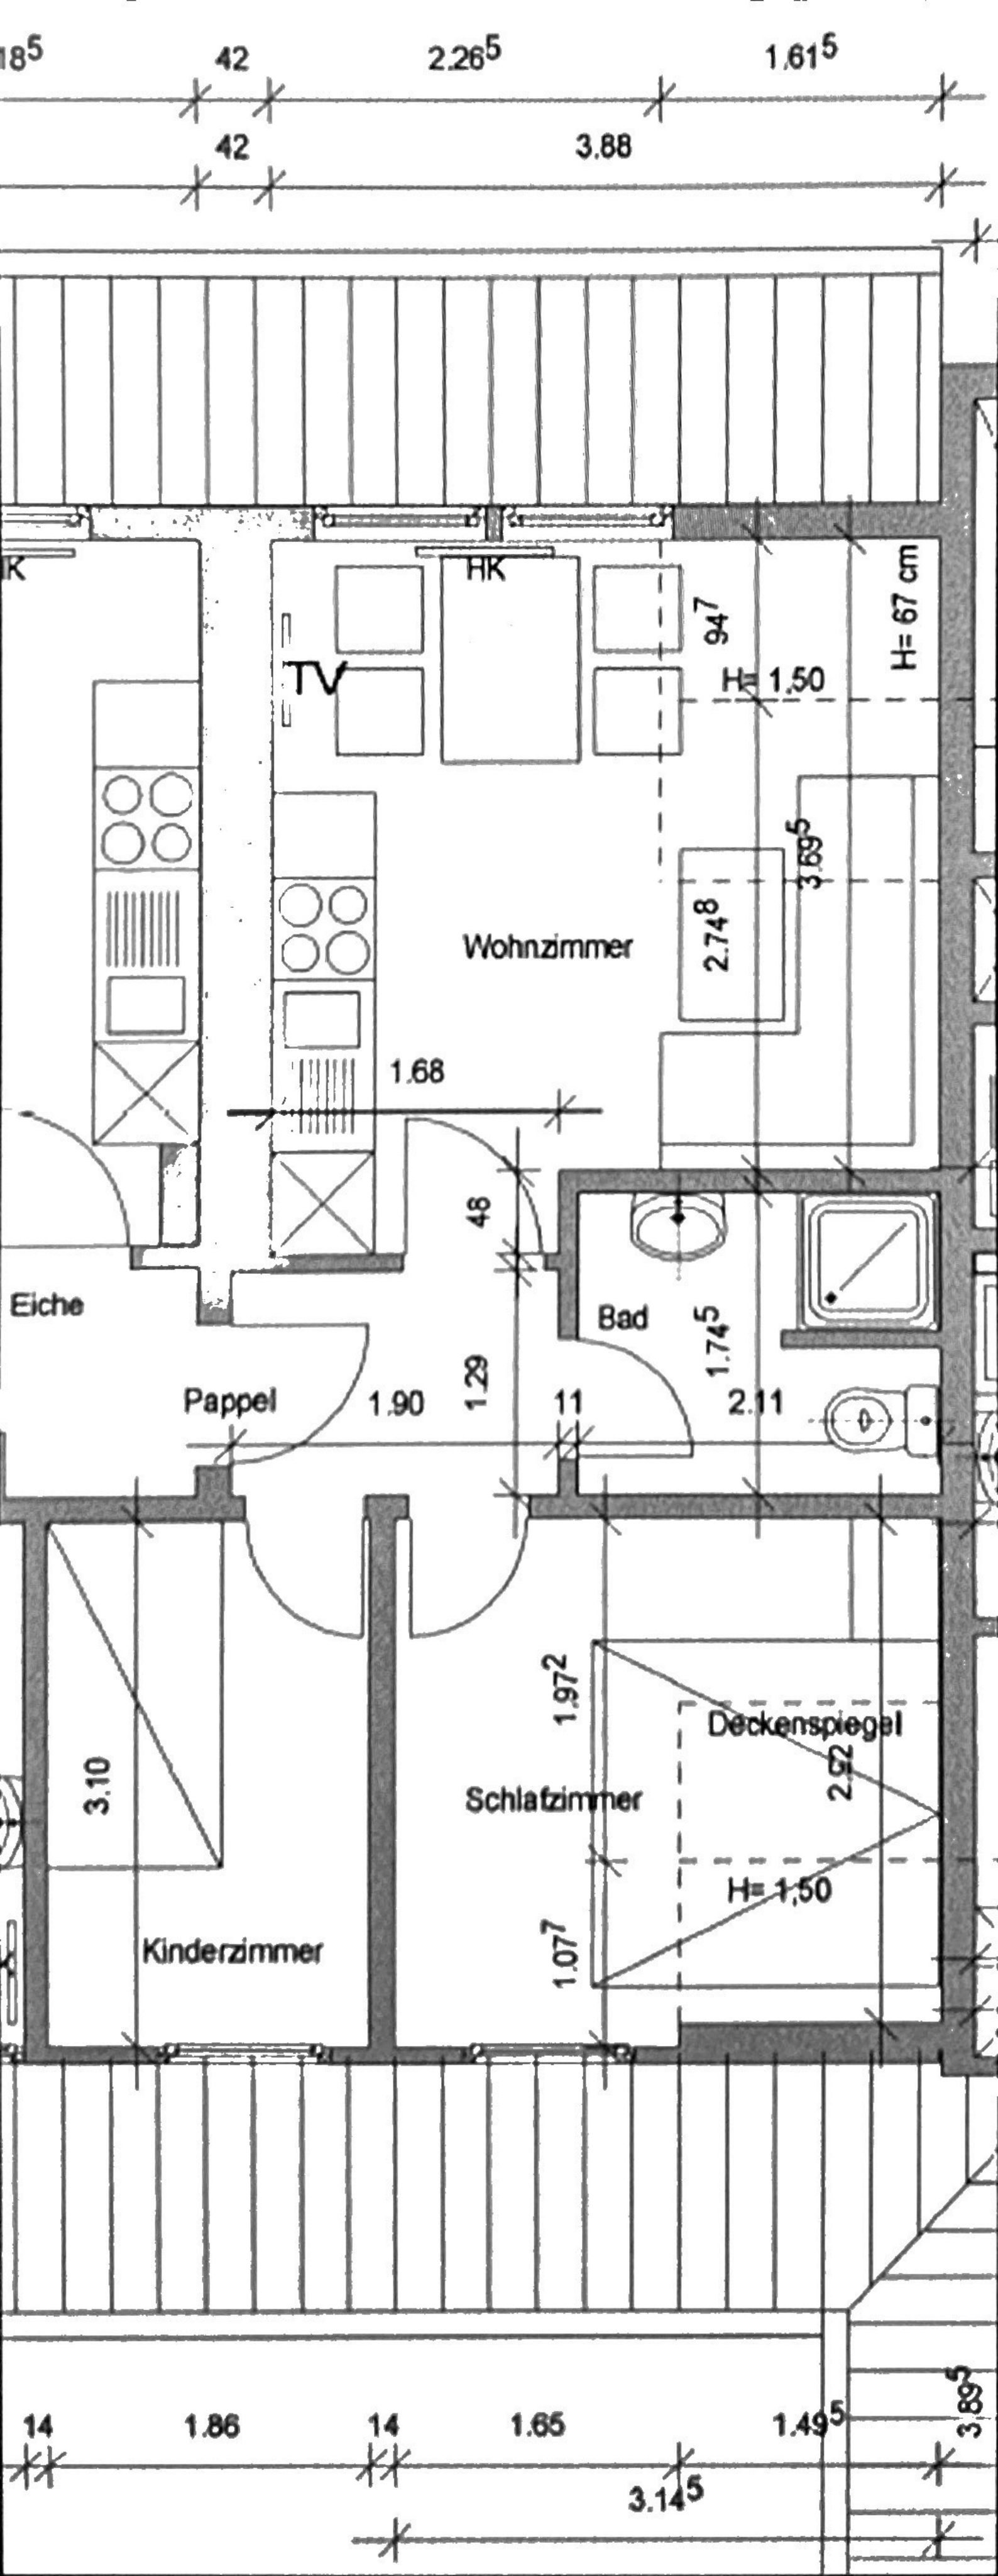 18⁵ 42 2.26⁵ 1.61⁵
42 3.88
HK
H= 67 cm
94⁷
TV
H= 1,50
3.69⁵
2.74⁸
Wohnzimmer
1.68
48
Eiche
Bad
1.74⁵
1.29
Pappel 1.90 11 2.11
1.97²
Deckenspiegel
2.92
3.10
Schlafzimmer
H= 1,50
1.07⁷
Kinderzimmer
3.89⁵
14 1.86 14 1.65 1.49⁵
3.14⁵